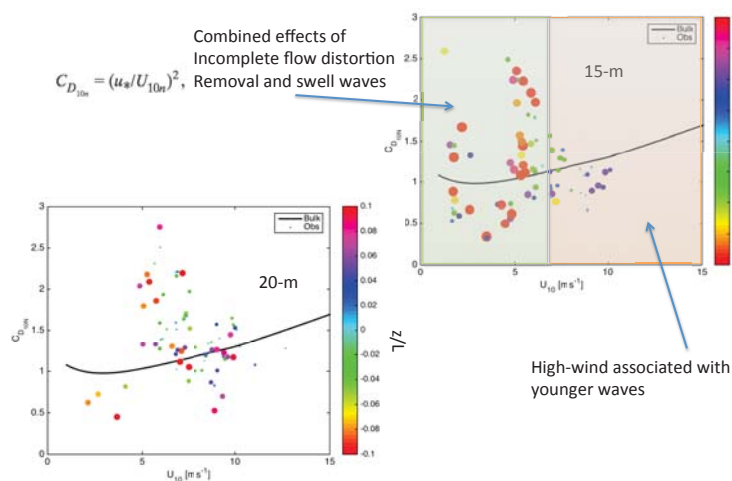 Combined effects of
Incomplete flow distortion
Removal and swell waves
C_{D_{10n}} = (u_*/U_{10n})^2,
3
2.5
2
1.5
1
0.5
0
C_{D_{10N}}
15-m
Bulk
Obs
0 5 10 15
U_{10} [m s^{-1}]
High-wind associated with
younger waves
3
2.5
2
1.5
1
0.5
0
C_{D_{10N}}
20-m
Bulk
Obs
0 5 10 15
U_{10} [m s^{-1}]
0.1
0.08
0.06
0.04
0.02
0
-0.02
-0.04
-0.06
-0.08
-0.1
z/L